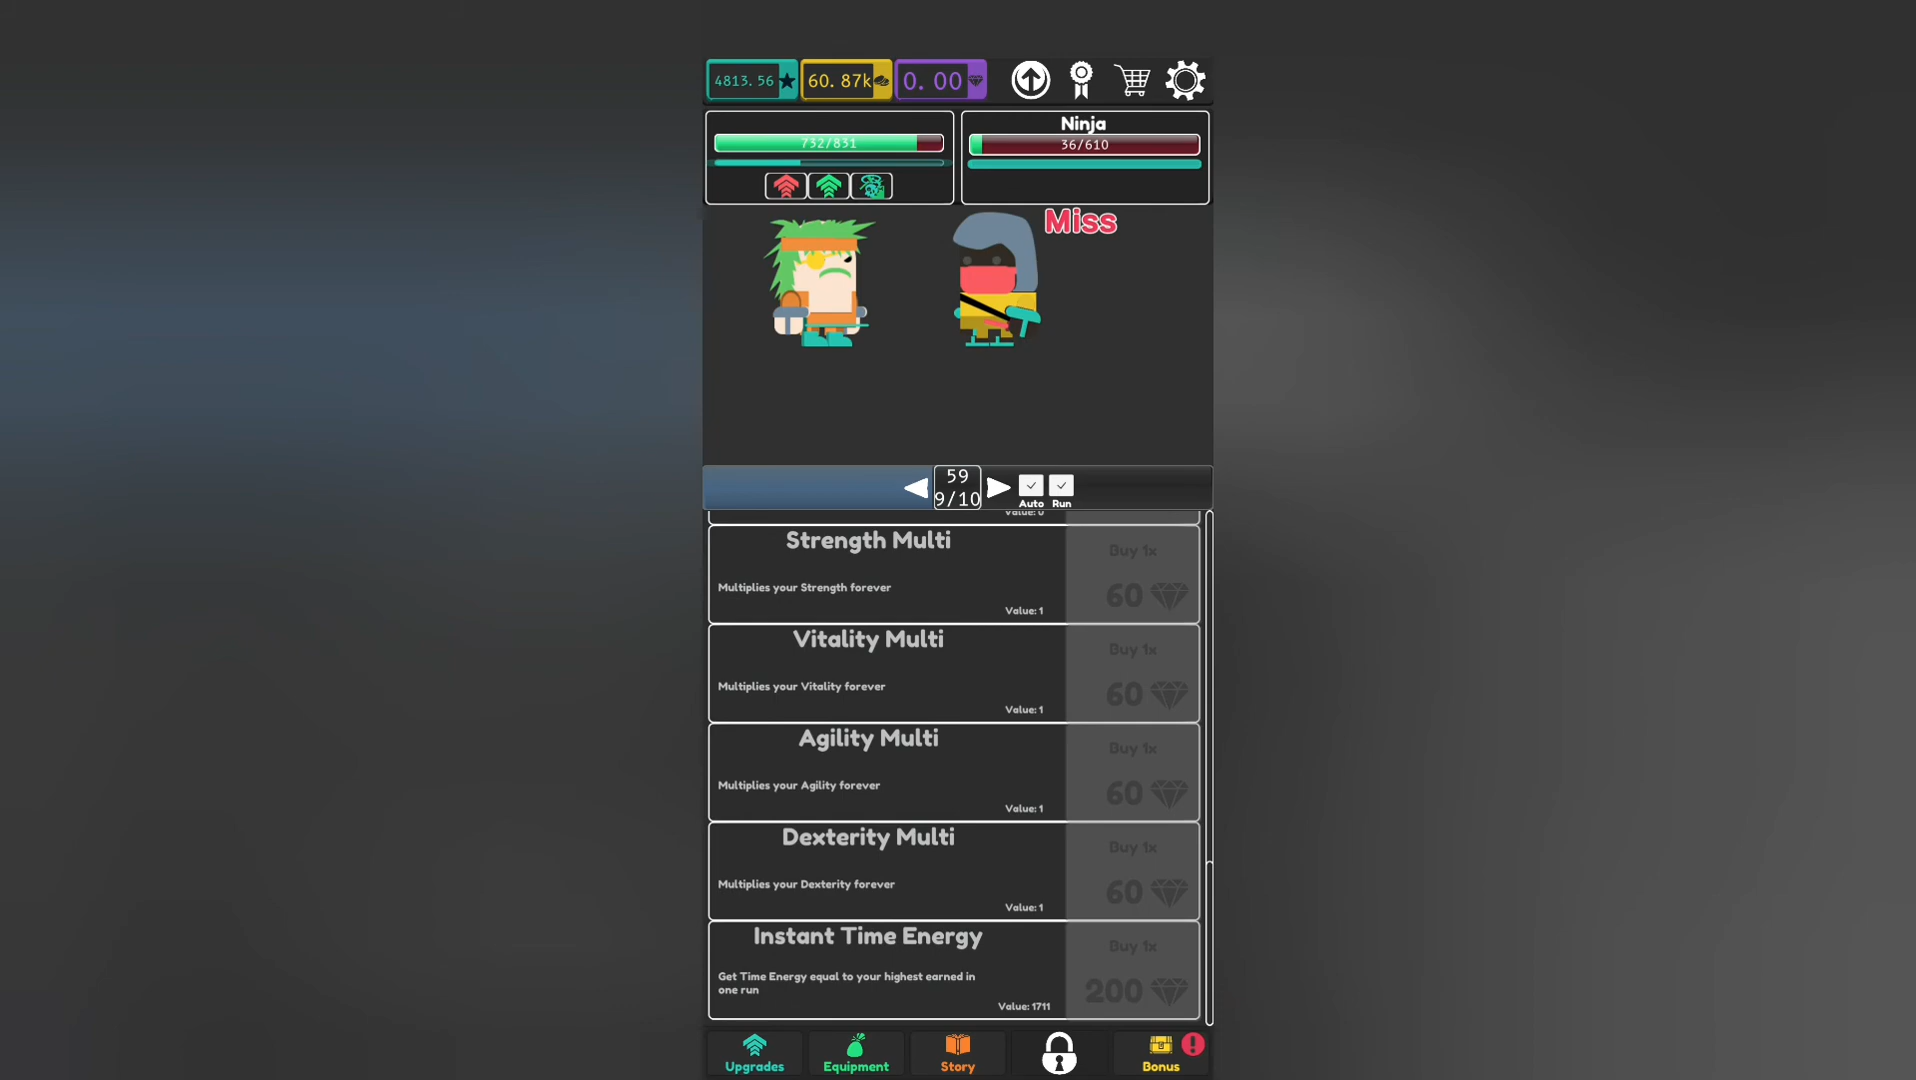 4813.56
60.87k
0.00
732/831
Ninja
36/610
Miss
59
9/10
Auto
Run
Value: 0
Strength Multi
Buy 1x
Multiplies your Strength forever
60
Value: 1
Vitality Multi
Buy 1x
Multiplies your Vitality forever
60
Value: 1
Agility Multi
Buy 1x
Multiplies your Agility forever
60
Value: 1
Dexterity Multi
Buy 1x
Multiplies your Dexterity forever
60
Value: 1
Instant Time Energy
Buy 1x
Get Time Energy equal to your highest earned in
one run
200
Value: 1711
Upgrades
Equipment
Story
Bonus